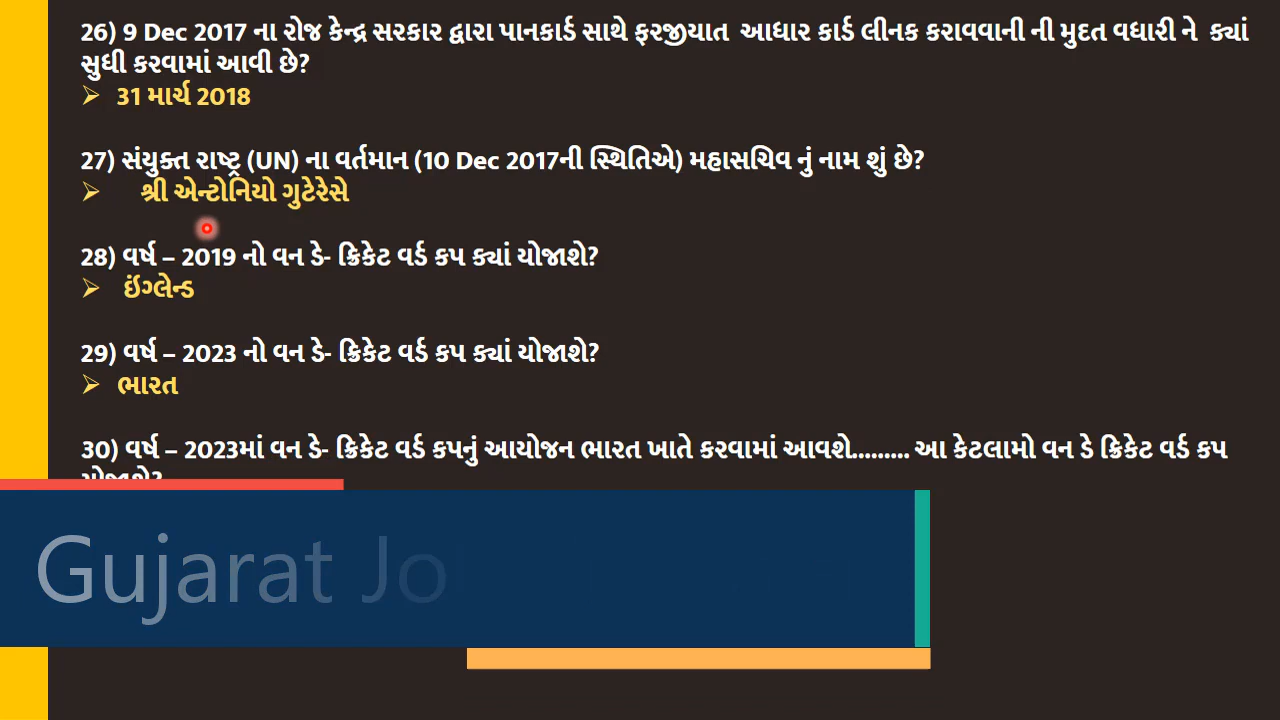 26) 9 Dec 2017 ના રોજ કેન્દ્ર સરકાર દ્વારા પાનકાર્ડ સાથે ફરજીયાત આધાર કાર્ડ લીનક કરાવવાની ની મુદત વધારી ને ક્યાં
સુધી કરવામાં આવી છે?
➢ 31 માર્ચ 2018
27) સંયુક્ત રાષ્ટ્ર (UN) ના વર્તમાન (10 Dec 2017ની સ્થિતિએ) મહાસચિવ નું નામ શું છે?
➢ શ્રી એન્ટોનિયો ગુટેરેસે
28) વર્ષ – 2019 નો વન ડે- ક્રિકેટ વર્ડ કપ ક્યાં યોજાશે?
➢ ઇંગ્લેન્ડ
29) વર્ષ – 2023 નો વન ડે- ક્રિકેટ વર્ડ કપ ક્યાં યોજાશે?
➢ ભારત
30) વર્ષ – 2023માં વન ડે- ક્રિકેટ વર્ડ કપનું આયોજન ભારત ખાતે કરવામાં આવશે......... આ કેટલામો વન ડે ક્રિકેટ વર્ડ કપ
Gujarat Jo